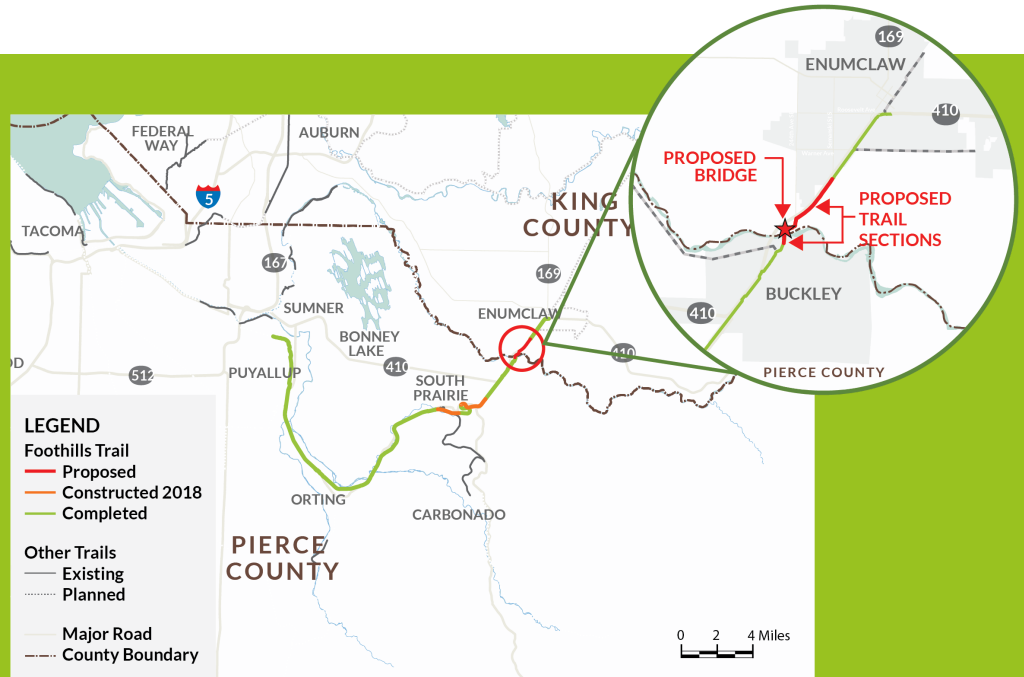 169
ENUMCLAW
410
PROPOSED
BRIDGE
PROPOSED
TRAIL
SECTIONS
BUCKLEY
410
PIERCE COUNTY
FEDERAL
WAY
AUBURN
5
KING
COUNTY
TACOMA
167
169
SUMNER
ENUMCLAW
BONNEY
LAKE
410
410
OD
512
PUYALLUP
SOUTH
PRAIRIE
ORTING
CARBONADO
PIERCE
COUNTY
LEGEND
Foothills Trail
Proposed
Constructed 2018
Completed
Other Trails
Existing
Planned
Major Road
County Boundary
0 2 4 Miles